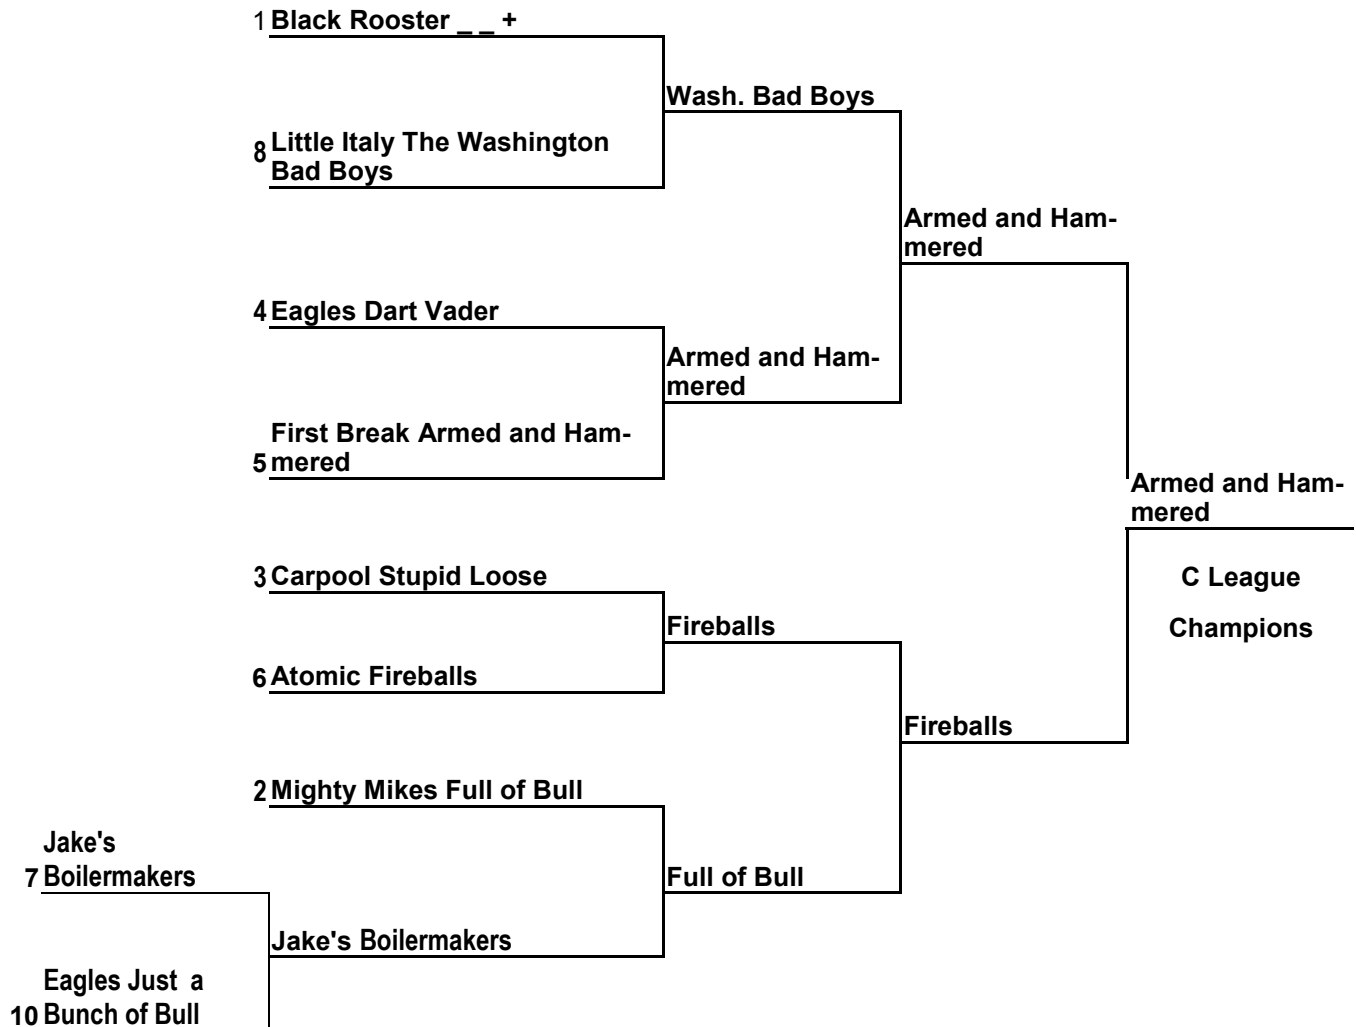 1 Black Rooster _ _ +
Wash. Bad Boys
8 Little Italy The Washington
Bad Boys
Armed and Ham-
mered
4 Eagles Dart Vader
Armed and Ham-
mered
First Break Armed and Ham-
5 mered
Armed and Ham-
mered
3 Carpool Stupid Loose
C League
Fireballs
Champions
6 Atomic Fireballs
Fireballs
2 Mighty Mikes Full of Bull
Jake's
7 Boilermakers
Full of Bull
Jake's Boilermakers
Eagles Just a
10 Bunch of Bull